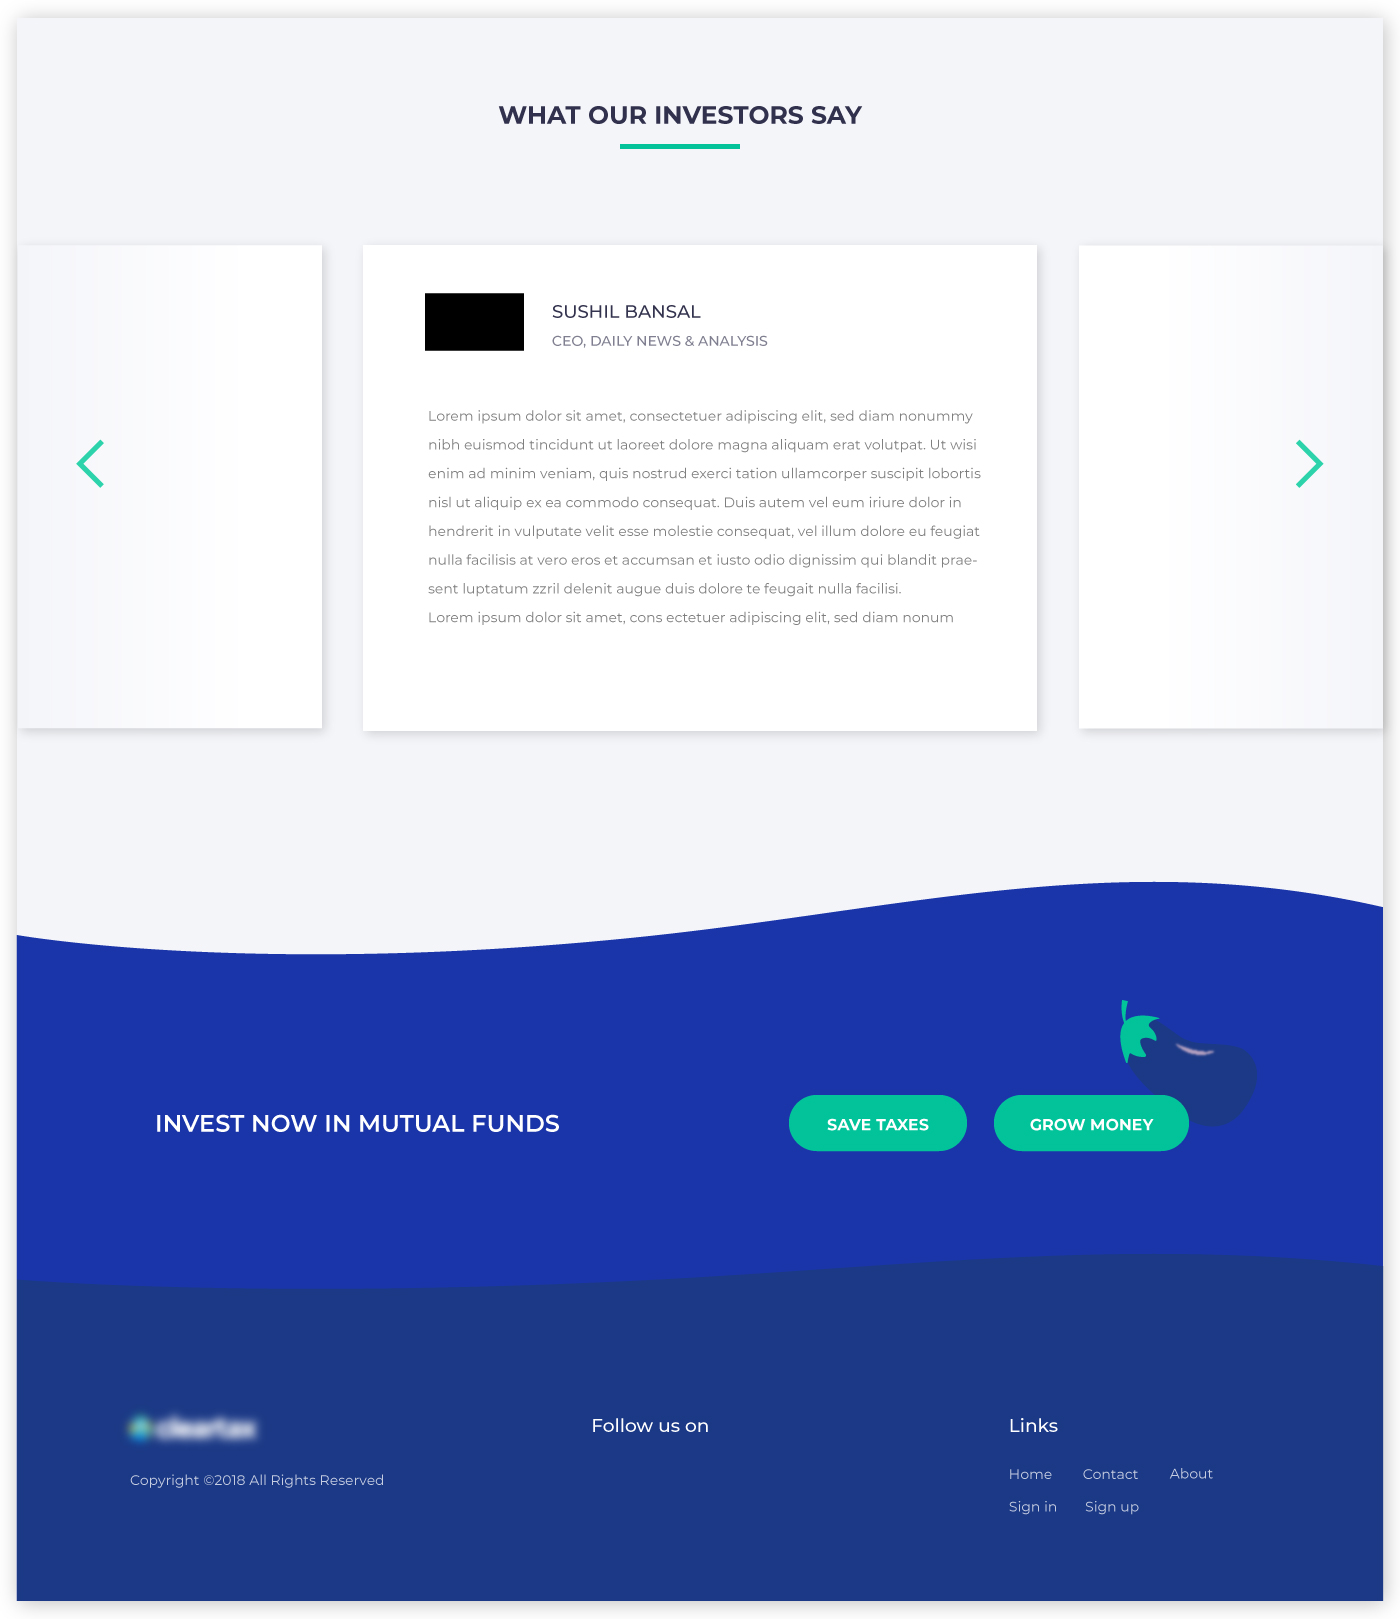 WHAT OUR INVESTORS SAY
SUSHIL BANSAL
CEO, DAILY NEWS & ANALYSIS
Lorem ipsum dolor sit amet, consectetuer adipiscing elit, sed diam nonummy
nibh euismod tincidunt ut laoreet dolore magna aliquam erat volutpat. Ut wisi
enim ad minim veniam, quis nostrud exerci tation ullamcorper suscipit lobortis
nisl ut aliquip ex ea commodo consequat. Duis autem vel eum iriure dolor in
hendrerit in vulputate velit esse molestie consequat, vel illum dolore eu feugiat
nulla facilisis at vero eros et accumsan et iusto odio dignissim qui blandit prae-
sent luptatum zzril delenit augue duis dolore te feugait nulla facilisi.
Lorem ipsum dolor sit amet, cons ectetuer adipiscing elit, sed diam nonum
INVEST NOW IN MUTUAL FUNDS
SAVE TAXES
GROW MONEY
cleartax
Copyright ©2018 All Rights Reserved
Follow us on
Links
Home Contact About
Sign in Sign up